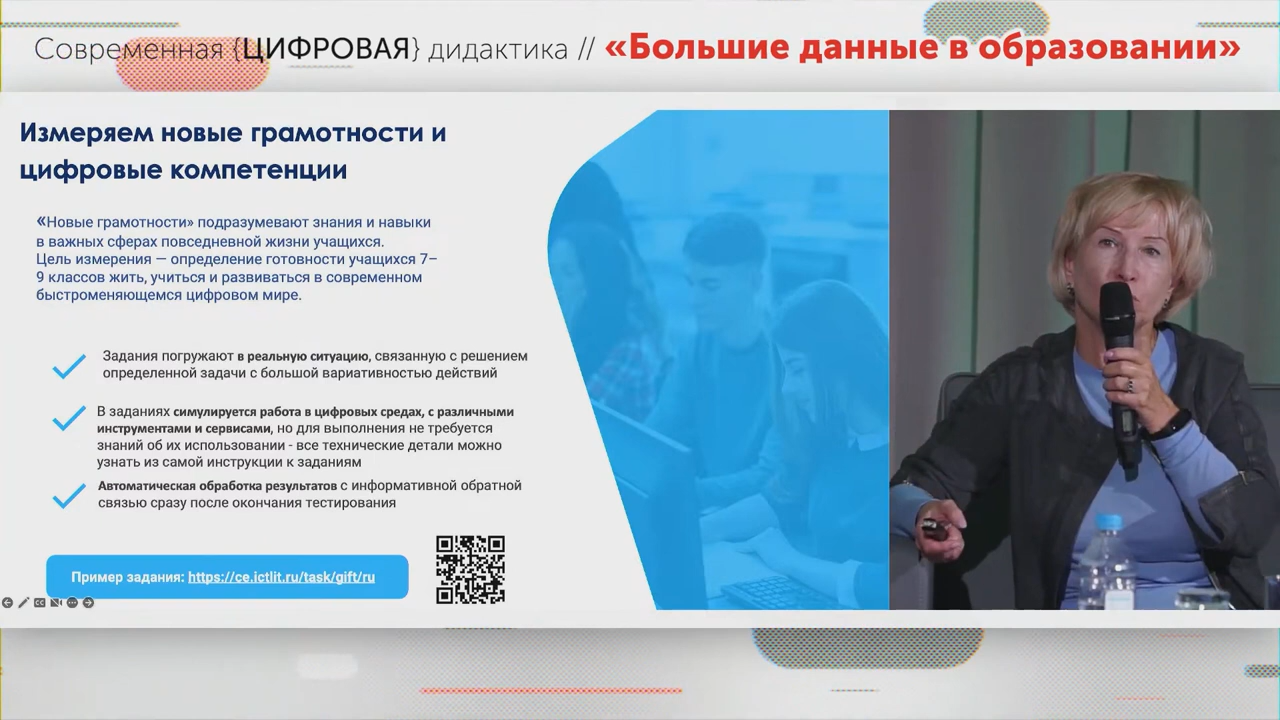 Современная {ЦИФРОВАЯ} дидактика // «Большие данные в образовании»
Измеряем новые грамотности и
цифровые компетенции
«Новые грамотности» подразумевают знания и навыки
в важных сферах повседневной жизни учащихся.
Цель измерения — определение готовности учащихся 7–
9 классов жить, учиться и развиваться в современном
быстроменяющемся цифровом мире.
Задания погружают в реальную ситуацию, связанную с решением
определенной задачи с большой вариативностью действий
В заданиях симулируется работа в цифровых средах, с различными
инструментами и сервисами, но для выполнения не требуется
знаний об их использовании - все технические детали можно
узнать из самой инструкции к заданиям
Автоматическая обработка результатов с информативной обратной
связью сразу после окончания тестирования
Пример задания: https://ce.ictlit.ru/task/gift/ru